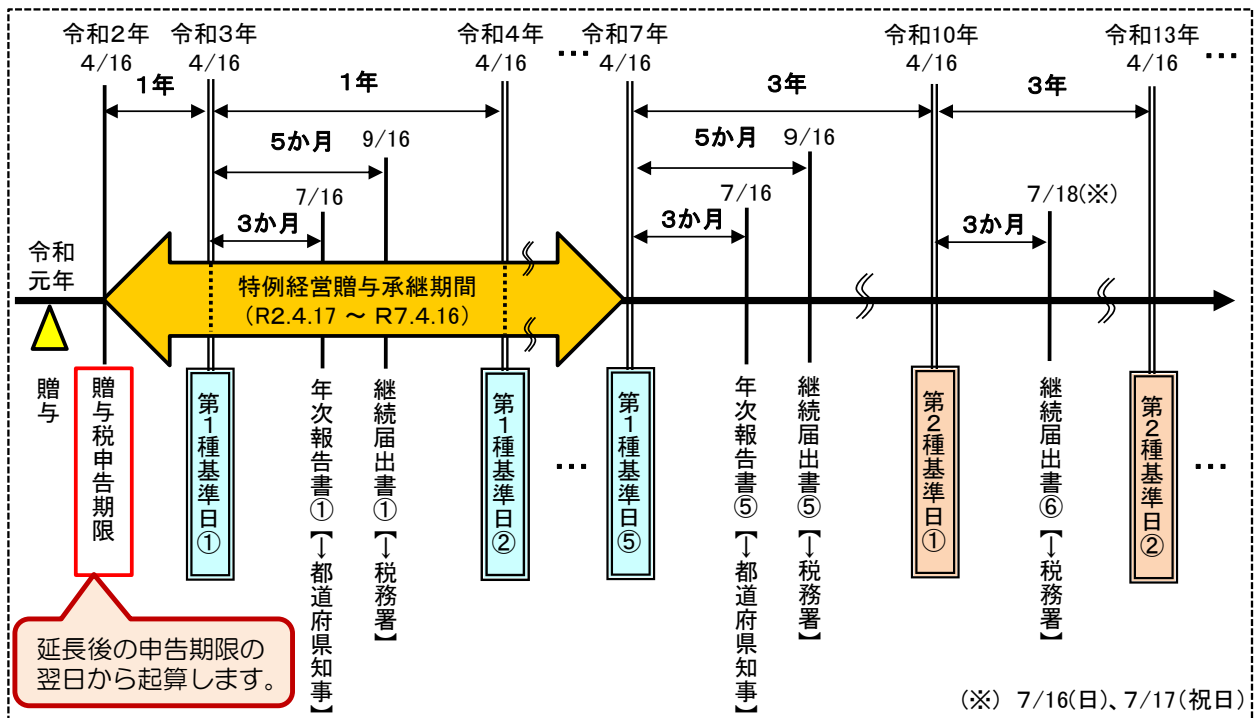 令和2年 令和3年 令和4年 … 令和7年 令和10年 令和13年 …
4/16 4/16 4/16 4/16 4/16 4/16
1年 1年 3年 3年
5か月 9/16 5か月 9/16
7/16 7/16 7/18(※)
3か月 3か月 3か月
令和
元年
特例経営贈与承継期間
(R2.4.17 ～ R7.4.16)
贈与
贈与税申告期限
第1種基準日①
年次報告書①【→都道府県知事】
継続届出書①【→税務署】
第1種基準日②
…
第1種基準日⑤
年次報告書⑤【→都道府県知事】
継続届出書⑤【→税務署】
第2種基準日①
継続届出書⑥【→税務署】
第2種基準日②
…
延長後の申告期限の
翌日から起算します。
(※) 7/16(日)、7/17(祝日)